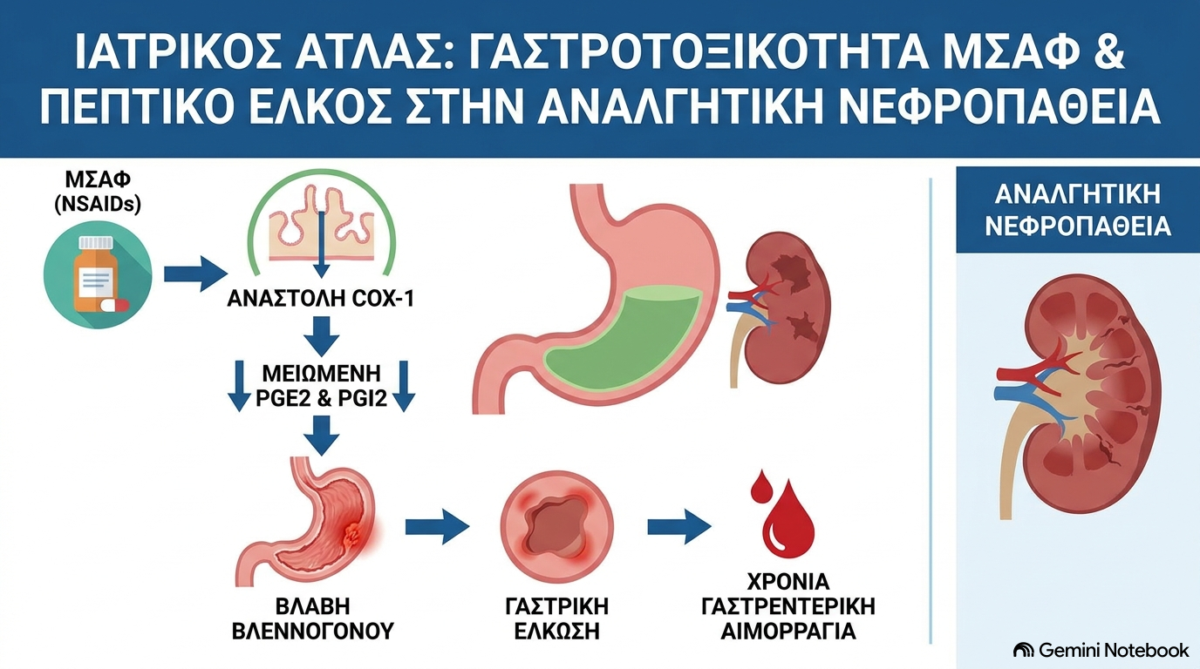 ΙΑΤΡΙΚΟΣ ΑΤΛΑΣ: ΓΑΣΤΡΟΤΟΞΙΚΟΤΗΤΑ ΜΣΑΦ &
ΠΕΠΤΙΚΟ ΕΛΚΟΣ ΣΤΗΝ ΑΝΑΛΓΗΤΙΚΗ ΝΕΦΡΟΠΑΘΕΙΑ
ΜΣΑΦ
(NSAIDs)
ΑΝΑΣΤΟΛΗ COX-1
ΜΕΙΩΜΕΝΗ
PGE2 & PGI2
ΒΛΑΒΗ
ΒΛΕΝΝΟΓΟΝΟΥ
ΓΑΣΤΡΙΚΗ
ΕΛΚΩΣΗ
ΧΡΟΝΙΑ
ΓΑΣΤΡΕΝΤΕΡΙΚΗ
ΑΙΜΟΡΡΑΓΙΑ
ΑΝΑΛΓΗΤΙΚΗ
ΝΕΦΡΟΠΑΘΕΙΑ
Gemini Notebook